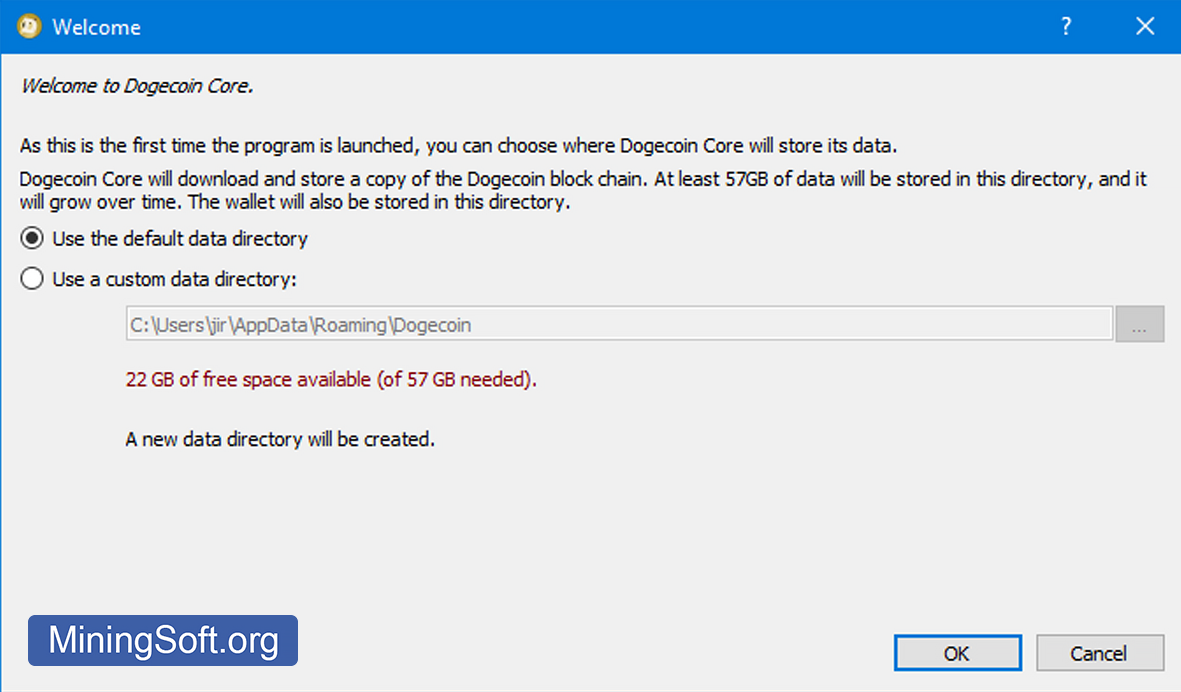 Welcome
?
Welcome to Dogecoin Core.
As this is the first time the program is launched, you can choose where Dogecoin Core will store its data.
Dogecoin Core will download and store a copy of the Dogecoin block chain. At least 57GB of data will be stored in this directory, and it
will grow over time. The wallet will also be stored in this directory.
Use the default data directory
Use a custom data directory:
C:\Users\jir\AppData\Roaming\Dogecoin
...
22 GB of free space available (of 57 GB needed).
A new data directory will be created.
MiningSoft.org
OK
Cancel